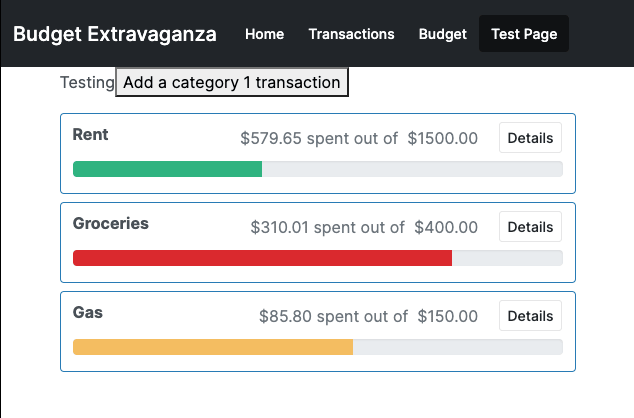 Budget Extravaganza Home Transactions Budget Test Page
Testing Add a category 1 transaction
Rent $579.65 spent out of $1500.00 Details
Groceries $310.01 spent out of $400.00 Details
Gas $85.80 spent out of $150.00 Details